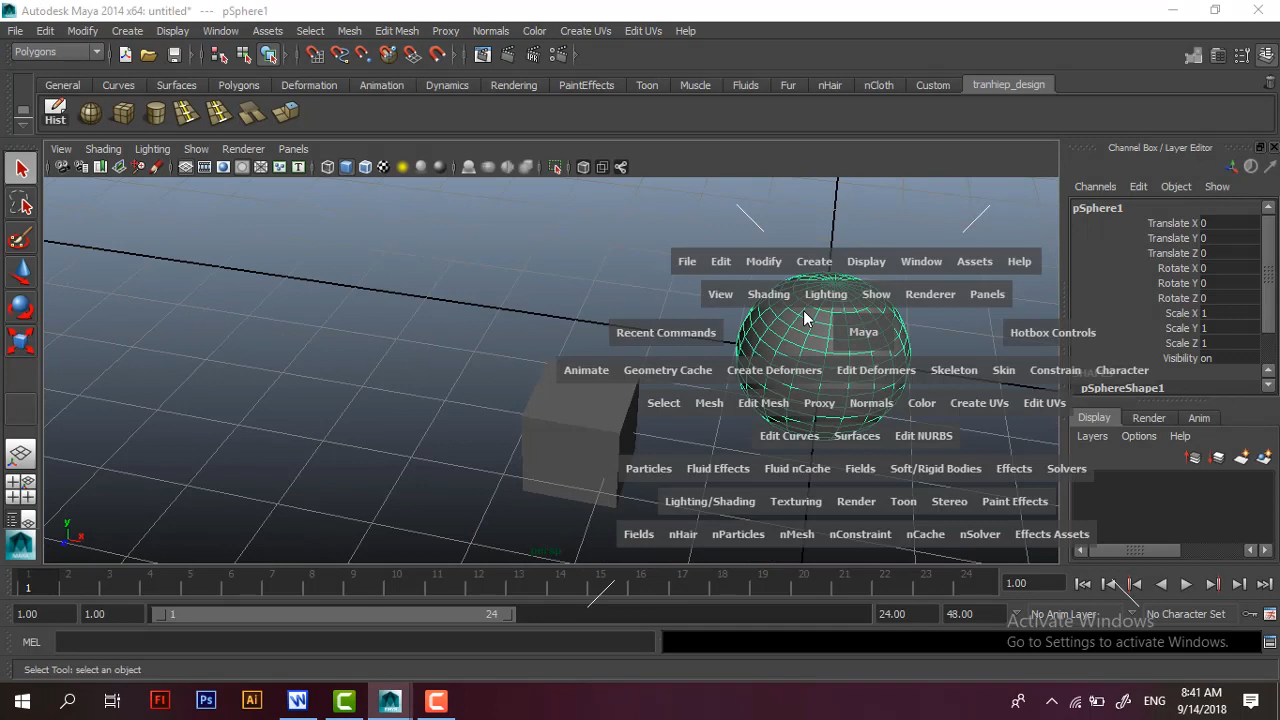 Autodesk Maya 2014 x64: untitled* --- pSphere1
File Edit Modify Create Display Window Assets Select Mesh Edit Mesh Proxy Normals Color Create UVs Edit UVs Help
Polygons
General Curves Surfaces Polygons Deformation Animation Dynamics Rendering PaintEffects Toon Muscle Fluids Fur nHair nCloth Custom tranhiep_design
Hist
View Shading Lighting Show Renderer Panels
Channel Box / Layer Editor
Channels Edit Object Show
pSphere1
Translate X 0
Translate Y 0
Translate Z 0
Rotate X 0
Rotate Y 0
Rotate Z 0
Scale X 1
Scale Y 1
Scale Z 1
Visibility on
pSphereShape1
Display Render Anim
Layers Options Help
File Edit Modify Create Display Window Assets Help
View Shading Lighting Show Renderer Panels
Recent Commands Maya Hotbox Controls
Animate Geometry Cache Create Deformers Edit Deformers Skeleton Skin Constrain Character
Select Mesh Edit Mesh Proxy Normals Color Create UVs Edit UVs
Edit Curves Surfaces Edit NURBS
Particles Fluid Effects Fluid nCache Fields Soft/Rigid Bodies Effects Solvers
Lighting/Shading Texturing Render Toon Stereo Paint Effects
Fields nHair nParticles nMesh nConstraint nCache nSolver Effects Assets
y
x
z
persp
1 2 3 4 5 6 7 8 9 10 11 12 13 14 15 16 17 18 19 20 21 22 23 24
1
1.00
1.00 1.00 1 24 24.00 48.00 No Anim Layer No Character Set
MEL
Activate Windows
Go to Settings to activate Windows.
Select Tool: select an object
Fl Ps Ai W ENG
8:41 AM
9/14/2018